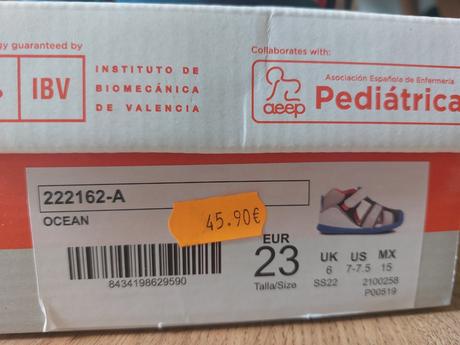 gy guaranteed by
IBV
INSTITUTO DE
BIOMECÁNICA
DE VALENCIA
Collaborates with:
aeep
Asociación Española de Enfermería
Pediátrica
222162-A
OCEAN
45.90€
8434198629590
EUR
23
Talla/Size
UK US MX
6 7-7.5 15
SS22 2100258
P00519